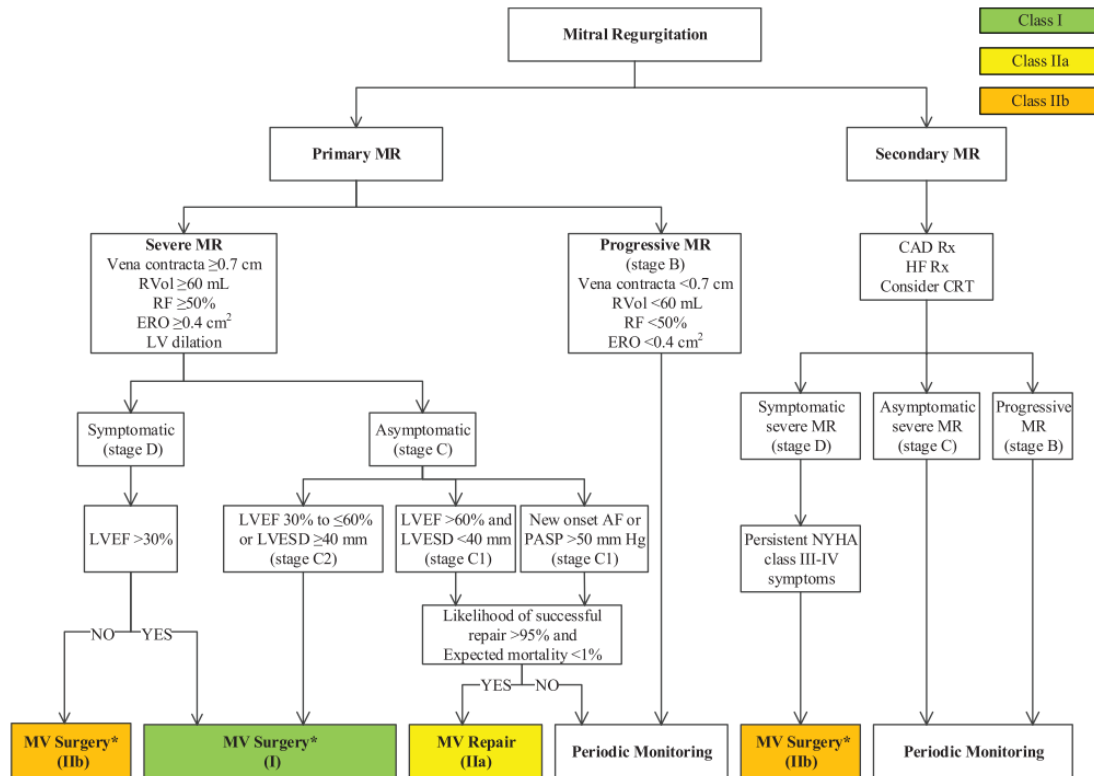 Class I
Mitral Regurgitation
Class IIa
Class IIb
Primary MR
Secondary MR
Severe MR
Vena contracta ≥0.7 cm
RVol ≥60 mL
RF ≥50%
ERO ≥0.4 cm²
LV dilation
Progressive MR
(stage B)
Vena contracta <0.7 cm
RVol <60 mL
RF <50%
ERO <0.4 cm²
CAD Rx
HF Rx
Consider CRT
Symptomatic
(stage D)
Asymptomatic
(stage C)
Symptomatic
severe MR
(stage D)
Asymptomatic
severe MR
(stage C)
Progressive
MR
(stage B)
LVEF >30%
LVEF 30% to ≤60%
or LVESD ≥40 mm
(stage C2)
LVEF >60% and
LVESD <40 mm
(stage C1)
New onset AF or
PASP >50 mm Hg
(stage C1)
Persistent NYHA
class III-IV
symptoms
NO
YES
Likelihood of successful
repair >95% and
Expected mortality <1%
YES
NO
MV Surgery*
(IIb)
MV Surgery*
(I)
MV Repair
(IIa)
Periodic Monitoring
MV Surgery*
(IIb)
Periodic Monitoring